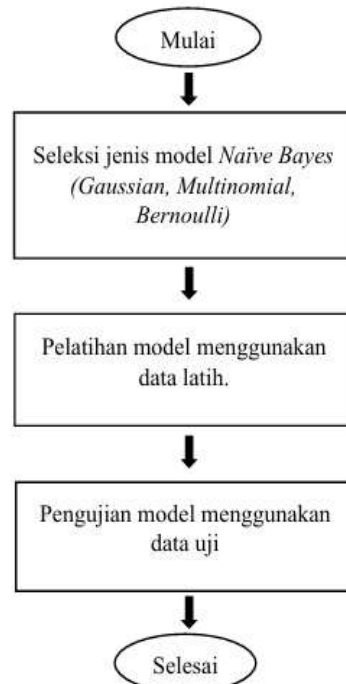 Mulai
Seleksi jenis model Naïve Bayes
(Gaussian, Multinomial,
Bernoulli)
Pelatihan model menggunakan
data latih.
Pengujian model menggunakan
data uji
Selesai